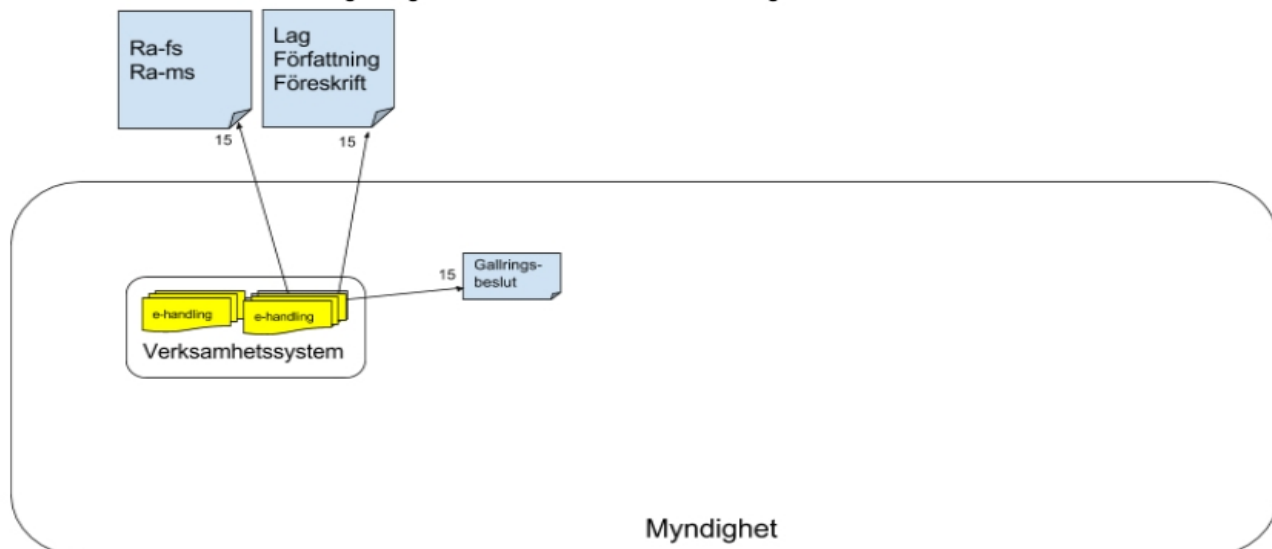 Ra-fs
Ra-ms
Lag
Författning
Föreskrift
15
15
15
Gallrings-
beslut
e-handling
e-handling
Verksamhetssystem
Myndighet